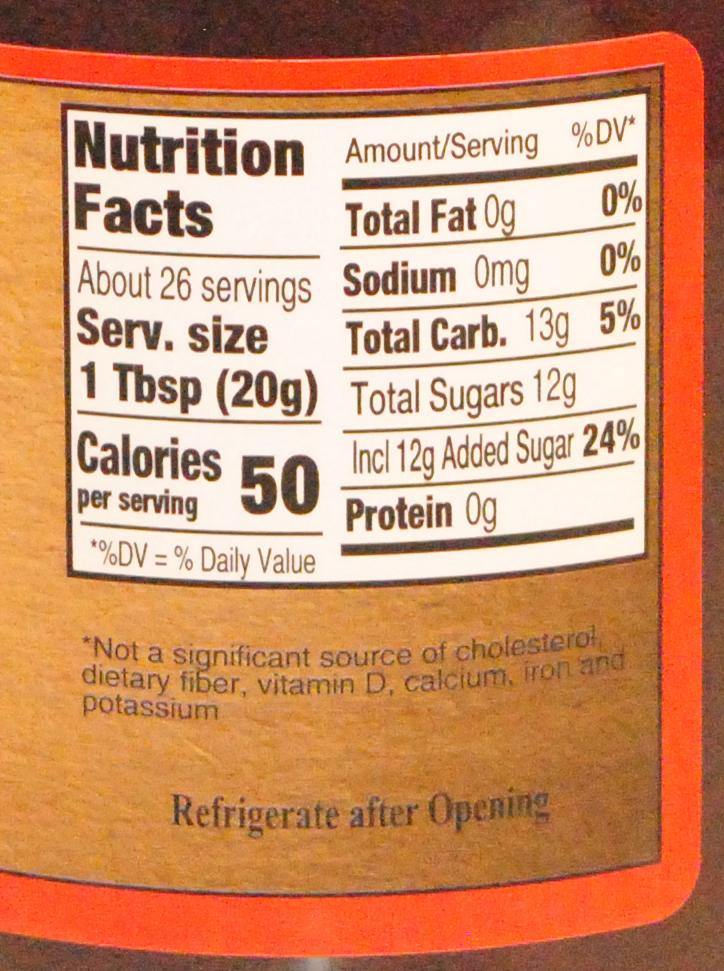 Nutrition
Facts
About 26 servings
Serv. size
1 Tbsp (20g)
Calories
per serving
50
*%DV = % Daily Value
Amount/Serving %DV*
Total Fat 0g 0%
Sodium 0mg 0%
Total Carb. 13g 5%
Total Sugars 12g
Incl 12g Added Sugar 24%
Protein 0g
*Not a significant source of cholesterol,
dietary fiber, vitamin D, calcium, iron and
potassium
Refrigerate after Opening